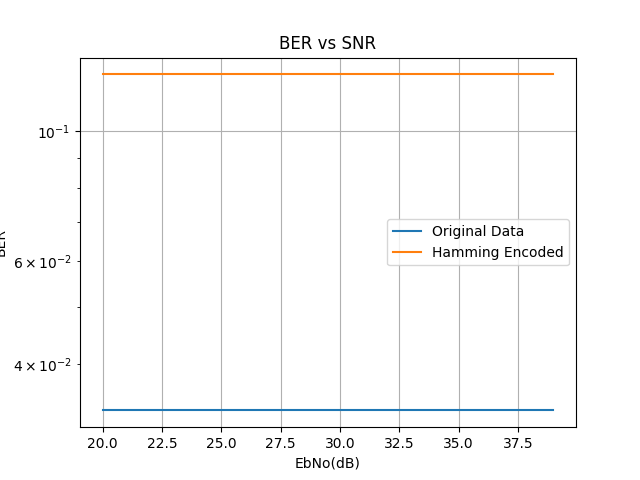 BER vs SNR
10⁻¹
6 × 10⁻²
4 × 10⁻²
BER
Original Data
Hamming Encoded
20.0 22.5 25.0 27.5 30.0 32.5 35.0 37.5
EbNo(dB)